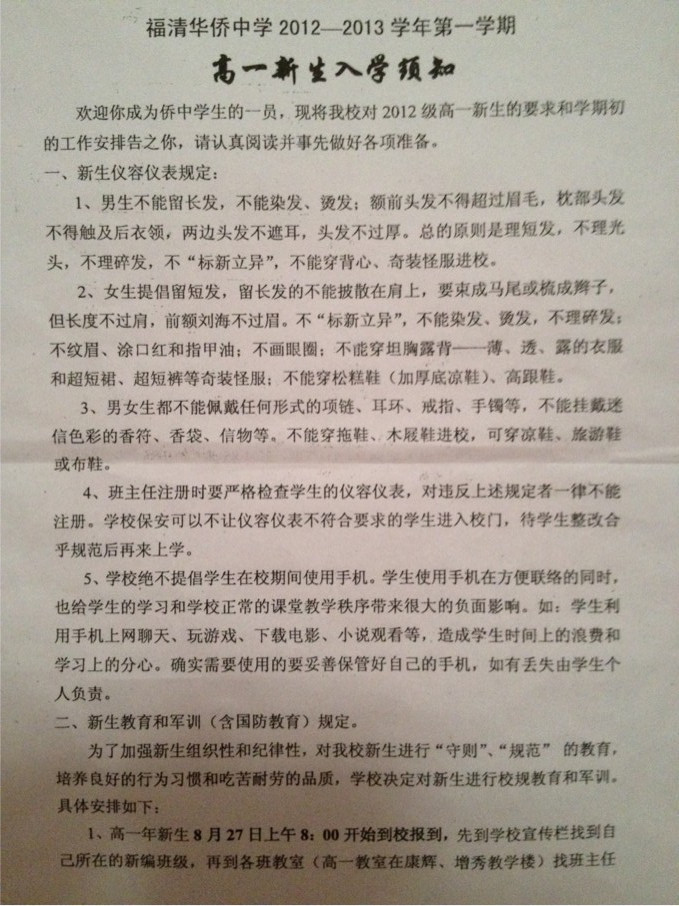 福清华侨中学 2012—2013 学年第一学期
高一新生入学须知
欢迎你成为侨中学生的一员，现将我校对 2012 级高一新生的要求和学期初
的工作安排告之你，请认真阅读并事先做好各项准备。
一、新生仪容仪表规定：
1、男生不能留长发，不能染发、烫发；额前头发不得超过眉毛，枕部头发
不得触及后衣领，两边头发不遮耳，头发不过厚。总的原则是理短发，不理光
头，不理碎发，不“标新立异”，不能穿背心、奇装怪服进校。
2、女生提倡留短发，留长发的不能披散在肩上，要束成马尾或梳成辫子，
但长度不过肩，前额刘海不过眉。不“标新立异”，不能染发、烫发，不理碎发；
不纹眉、涂口红和指甲油；不画眼圈；不能穿坦胸露背——薄、透、露的衣服
和超短裙、超短裤等奇装怪服；不能穿松糕鞋（加厚底凉鞋）、高跟鞋。
3、男女生都不能佩戴任何形式的项链、耳环、戒指、手镯等，不能挂戴迷
信色彩的香符、香袋、信物等。不能穿拖鞋、木屐鞋进校，可穿凉鞋、旅游鞋
或布鞋。
4、班主任注册时要严格检查学生的仪容仪表，对违反上述规定者一律不能
注册。学校保安可以不让仪容仪表不符合要求的学生进入校门，待学生整改合
乎规范后再来上学。
5、学校绝不提倡学生在校期间使用手机。学生使用手机在方便联络的同时，
也给学生的学习和学校正常的课堂教学秩序带来很大的负面影响。如：学生利
用手机上网聊天、玩游戏、下载电影、小说观看等，造成学生时间上的浪费和
学习上的分心。确实需要使用的要妥善保管好自己的手机，如有丢失由学生个
人负责。
二、新生教育和军训（含国防教育）规定。
为了加强新生组织性和纪律性，对我校新生进行“守则”、“规范” 的教育，
培养良好的行为习惯和吃苦耐劳的品质，学校决定对新生进行校规教育和军训。
具体安排如下：
1、高一年新生 8 月 27 日上午 8：00 开始到校报到，先到学校宣传栏找到自
己所在的新编班级，再到各班教室（高一教室在康辉、增秀教学楼）找班主任